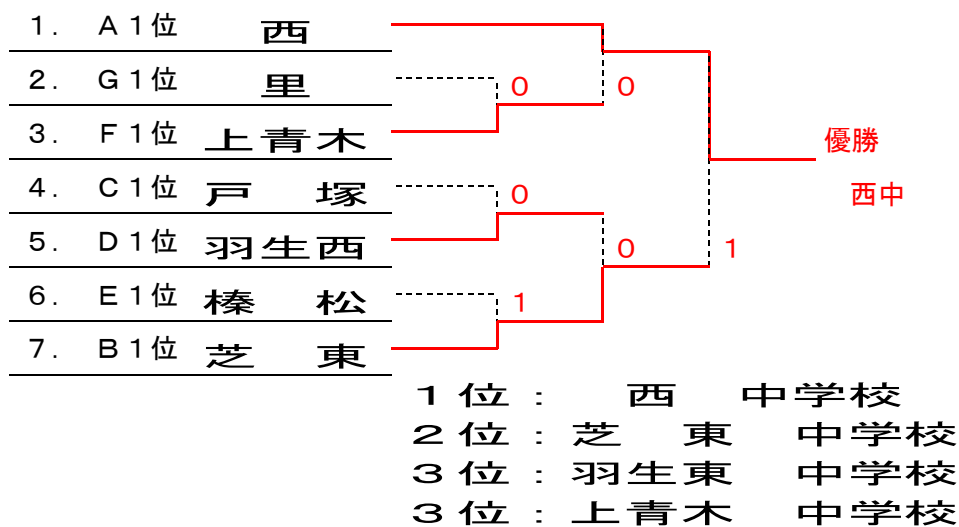 1. A1位 西
2. G1位 里
0
0
3. F1位 上青木
優勝
4. C1位 戸 塚
0
西中
5. D1位 羽生西
0
1
6. E1位 榛 松
1
7. B1位 芝 東
1位: 西 中学校
2位:芝 東 中学校
3位:羽生東 中学校
3位:上青木 中学校